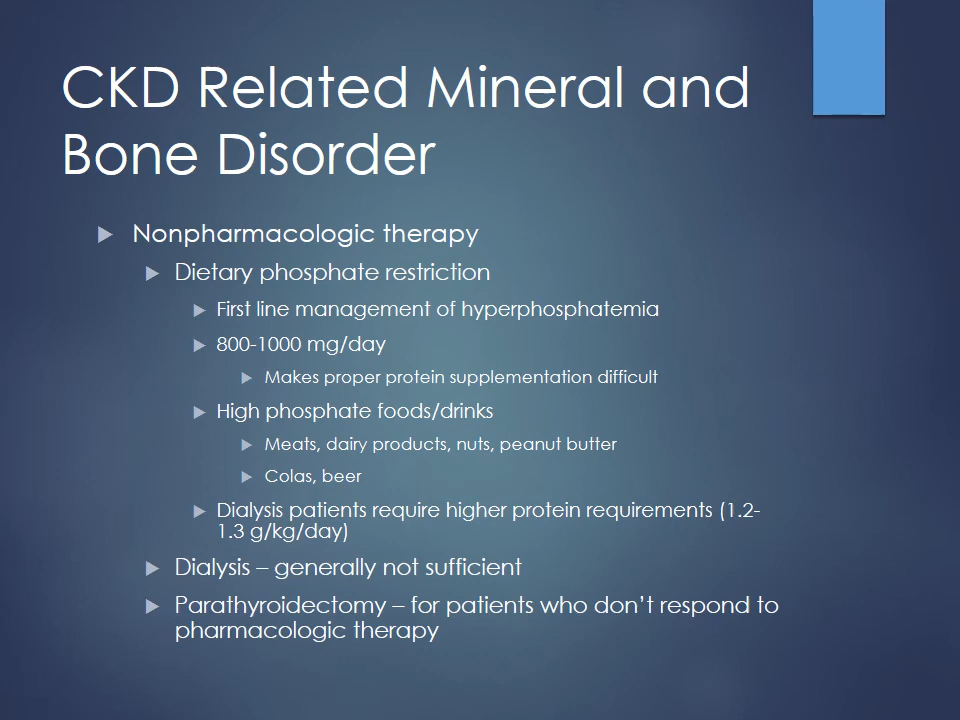 CKD Related Mineral and
Bone Disorder
Nonpharmacologic therapy
Dietary phosphate restriction
First line management of hyperphosphatemia
800-1000 mg/day
Makes proper protein supplementation difficult
High phosphate foods/drinks
Meats, dairy products, nuts, peanut butter
Colas, beer
Dialysis patients require higher protein requirements (1.2-
1.3 g/kg/day)
Dialysis – generally not sufficient
Parathyroidectomy – for patients who don’t respond to
pharmacologic therapy